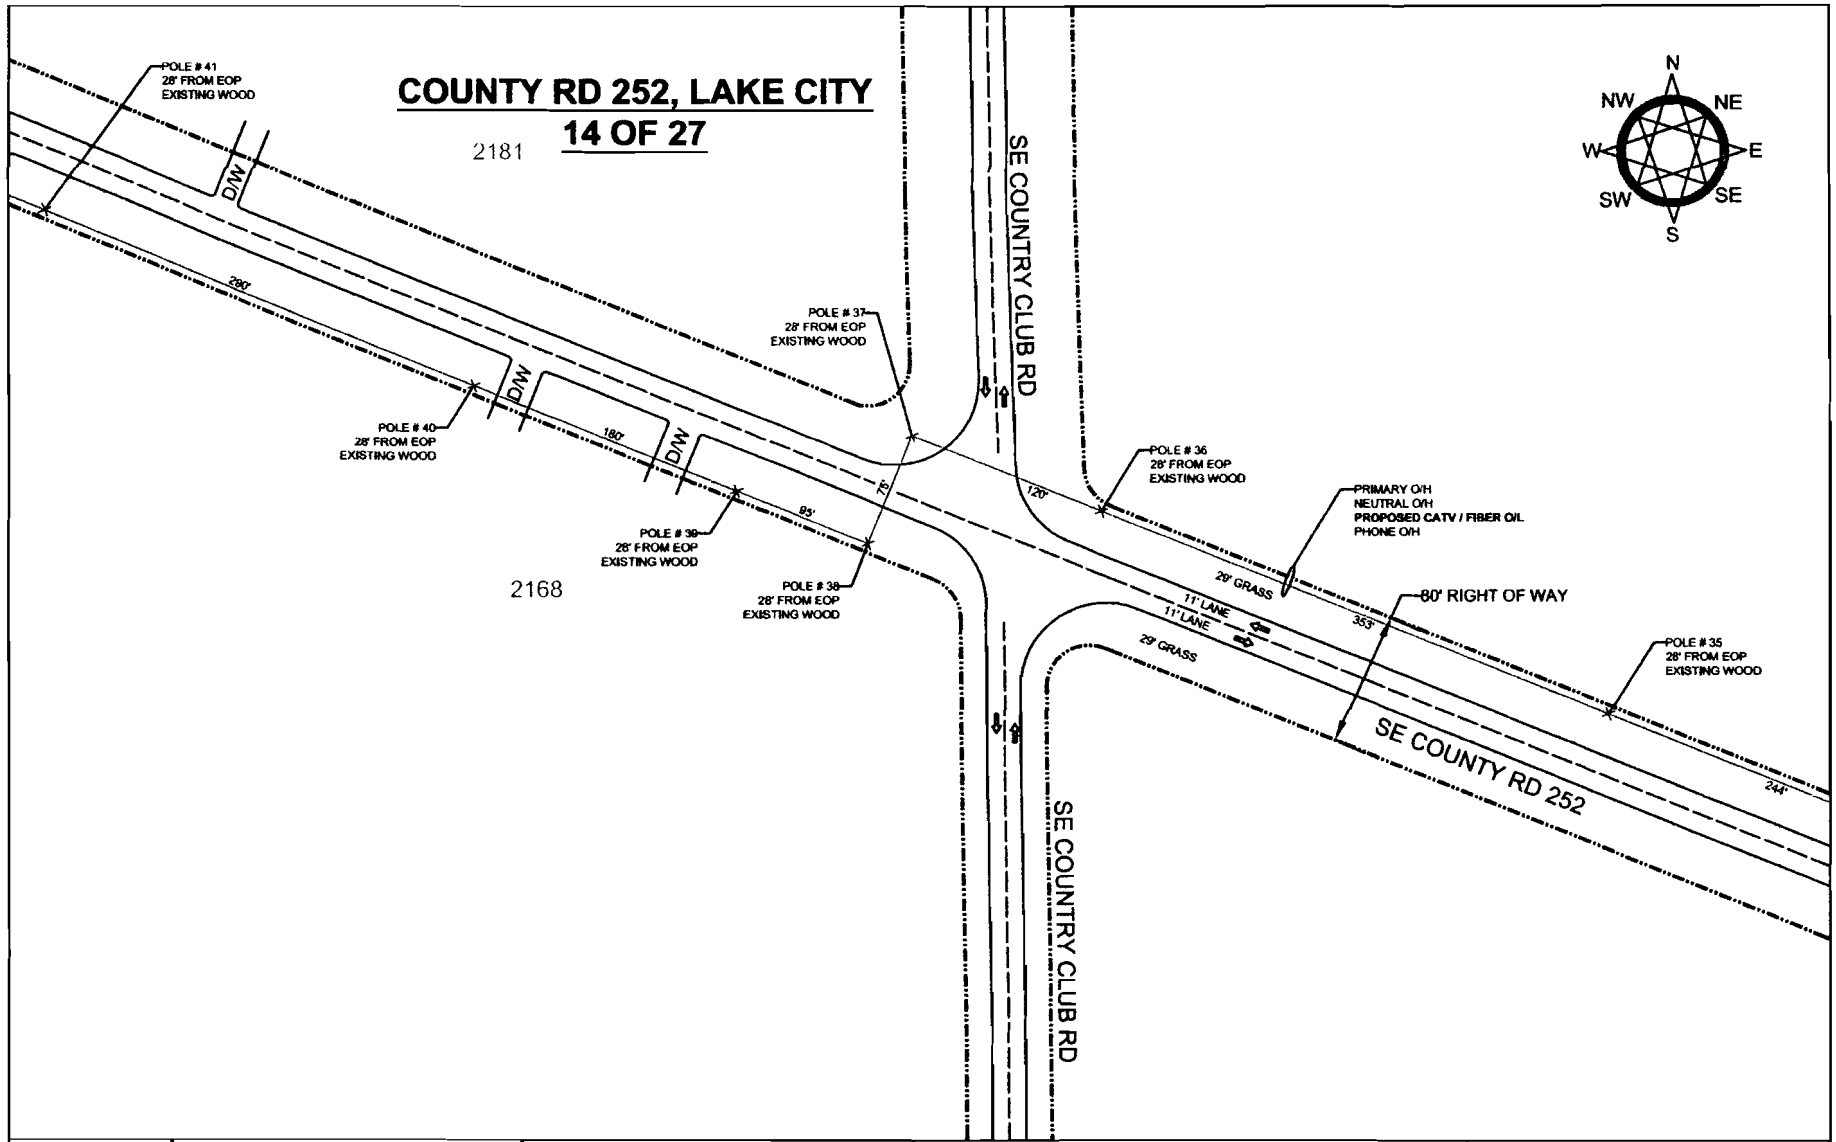 POLE # 41
28' FROM EOP
EXISTING WOOD
COUNTY RD 252, LAKE CITY
14 OF 27
2181
N
NW
NE
W
E
SW
SE
S
D/W
SE COUNTRY CLUB RD
280'
POLE # 37
28' FROM EOP
EXISTING WOOD
D/W
POLE # 40
28' FROM EOP
EXISTING WOOD
180'
D/W
POLE # 36
28' FROM EOP
EXISTING WOOD
76'
120'
95'
PRIMARY O/H
NEUTRAL O/H
PROPOSED CATV / FIBER O/L
PHONE O/H
POLE # 39
28' FROM EOP
EXISTING WOOD
2168
POLE # 38
28' FROM EOP
EXISTING WOOD
29' GRASS
11' LANE
11' LANE
29' GRASS
80' RIGHT OF WAY
353'
POLE # 35
28' FROM EOP
EXISTING WOOD
SE COUNTY RD 252
244'
SE COUNTRY CLUB RD